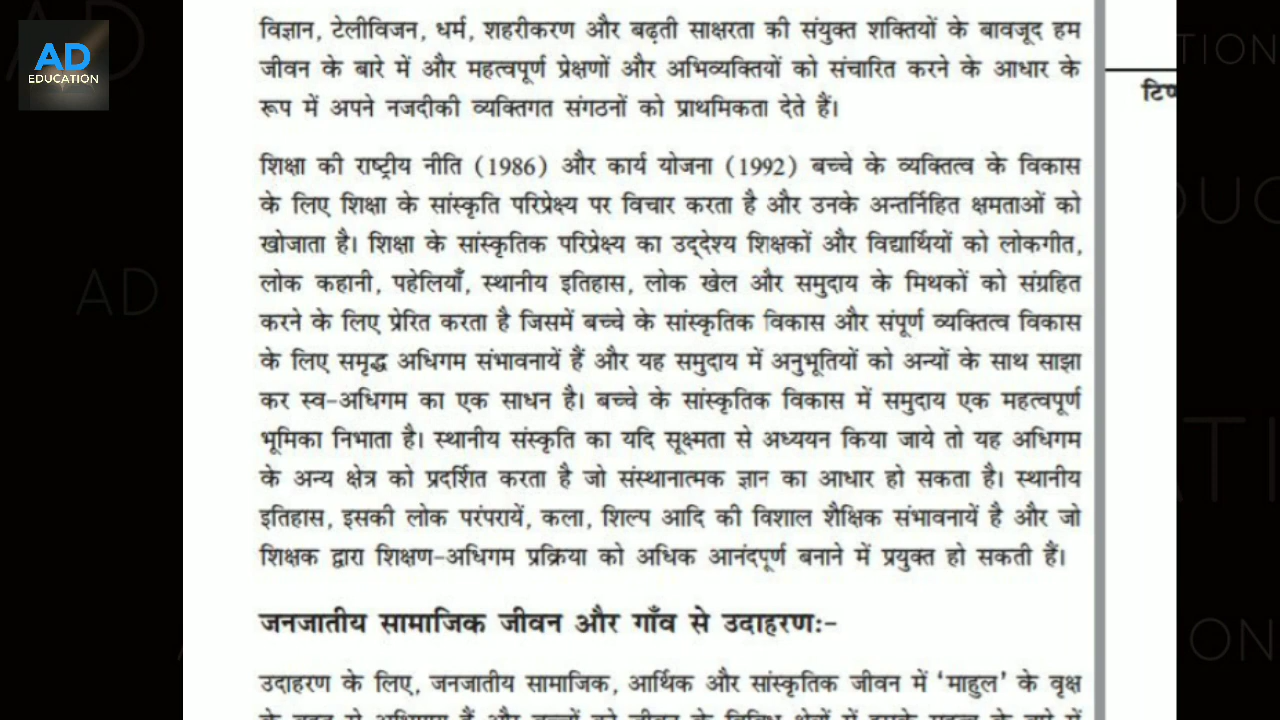 AD
EDUCATION
विज्ञान, टेलीविजन, धर्म, शहरीकरण और बढ़ती साक्षरता की संयुक्त शक्तियों के बावजूद हम
जीवन के बारे में और महत्वपूर्ण प्रेक्षणों और अभिव्यक्तियों को संचारित करने के आधार के
रूप में अपने नजदीकी व्यक्तिगत संगठनों को प्राथमिकता देते हैं।
शिक्षा की राष्ट्रीय नीति (1986) और कार्य योजना (1992) बच्चे के व्यक्तित्व के विकास
के लिए शिक्षा के सांस्कृति परिप्रेक्ष्य पर विचार करता है और उनके अन्तर्निहित क्षमताओं को
खोजाता है। शिक्षा के सांस्कृतिक परिप्रेक्ष्य का उद्देश्य शिक्षकों और विद्यार्थियों को लोकगीत,
लोक कहानी, पहेलियाँ, स्थानीय इतिहास, लोक खेल और समुदाय के मिथकों को संग्रहित
करने के लिए प्रेरित करता है जिसमें बच्चे के सांस्कृतिक विकास और संपूर्ण व्यक्तित्व विकास
के लिए समृद्ध अधिगम संभावनायें हैं और यह समुदाय में अनुभूतियों को अन्यों के साथ साझा
कर स्व-अधिगम का एक साधन है। बच्चे के सांस्कृतिक विकास में समुदाय एक महत्वपूर्ण
भूमिका निभाता है। स्थानीय संस्कृति का यदि सूक्ष्मता से अध्ययन किया जाये तो यह अधिगम
के अन्य क्षेत्र को प्रदर्शित करता है जो संस्थानात्मक ज्ञान का आधार हो सकता है। स्थानीय
इतिहास, इसकी लोक परंपरायें, कला, शिल्प आदि की विशाल शैक्षिक संभावनायें है और जो
शिक्षक द्वारा शिक्षण-अधिगम प्रक्रिया को अधिक आनंदपूर्ण बनाने में प्रयुक्त हो सकती हैं।
जनजातीय सामाजिक जीवन और गाँव से उदाहरण:-
उदाहरण के लिए, जनजातीय सामाजिक, आर्थिक और सांस्कृतिक जीवन में 'माहुल' के वृक्ष